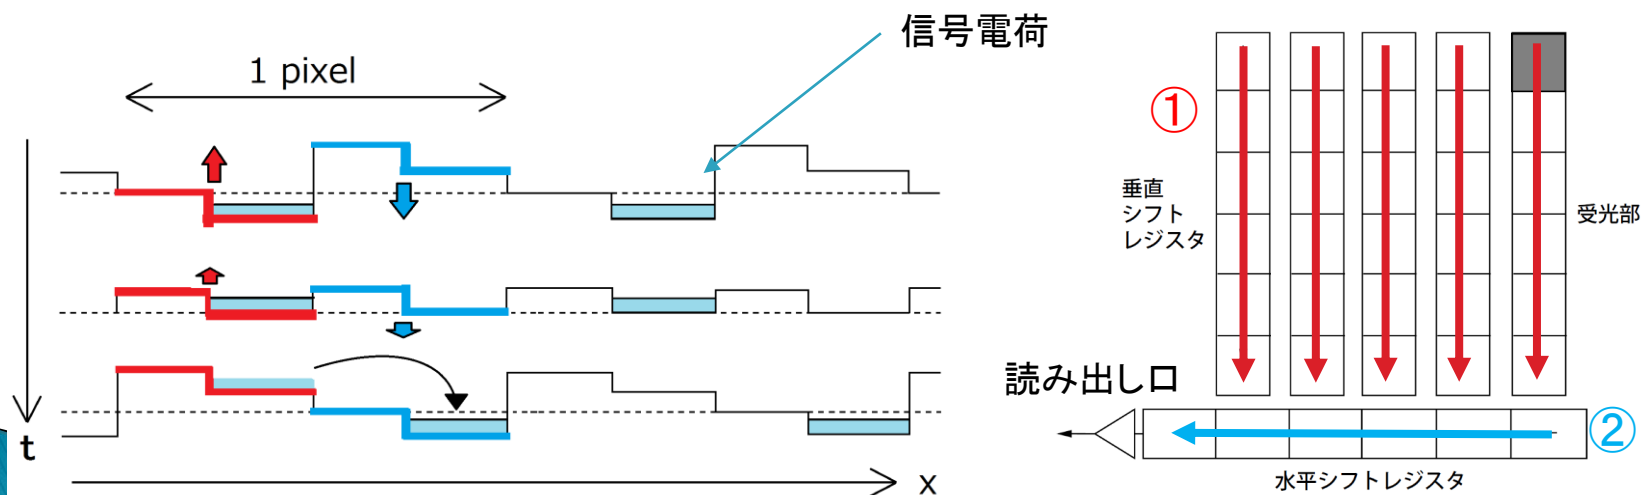 信号電荷
1 pixel
t
x
①
垂直
シフト
レジスタ
受光部
読み出し口
②
水平シフトレジスタ